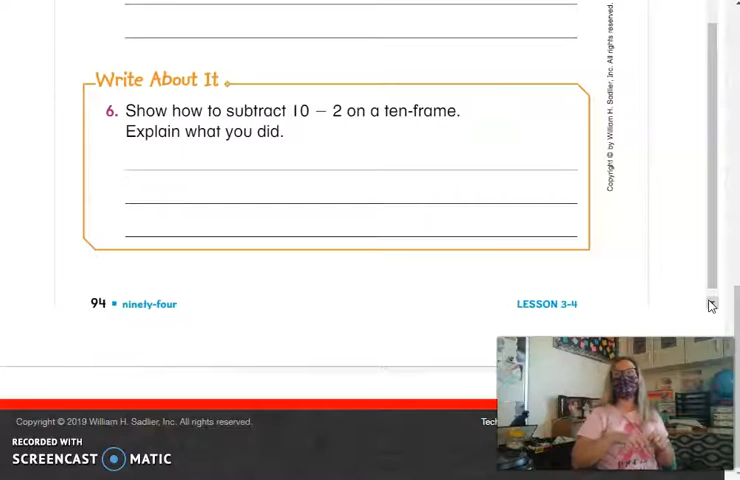 Write About It
6. Show how to subtract 10 − 2 on a ten-frame.
Explain what you did.
Copyright © by William H. Sadlier, Inc. All rights reserved.
94 ■ ninety-four
LESSON 3-4
Copyright © 2019 William H. Sadlier, Inc. All rights reserved.
Tech
RECORDED WITH
SCREENCAST MATIC